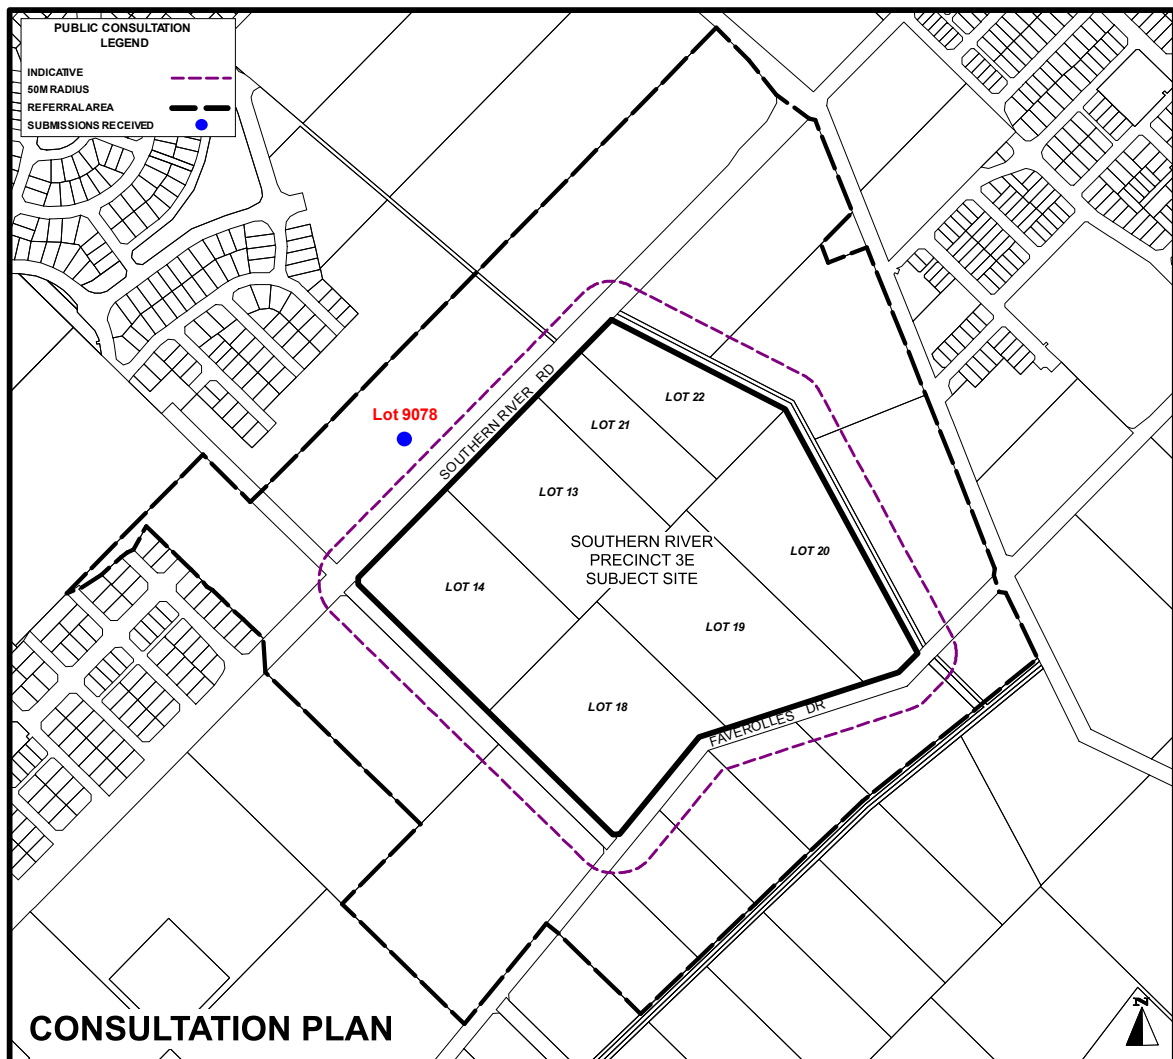 PUBLIC CONSULTATION
LEGEND
INDICATIVE
50M RADIUS
REFERRAL AREA
SUBMISSIONS RECEIVED
Lot 9078
SOUTHERN RIVER RD
LOT 22
LOT 21
LOT 13
SOUTHERN RIVER
PRECINCT 3E
SUBJECT SITE
LOT 20
LOT 14
LOT 19
LOT 18
FAVEROLLES DR
CONSULTATION PLAN
N